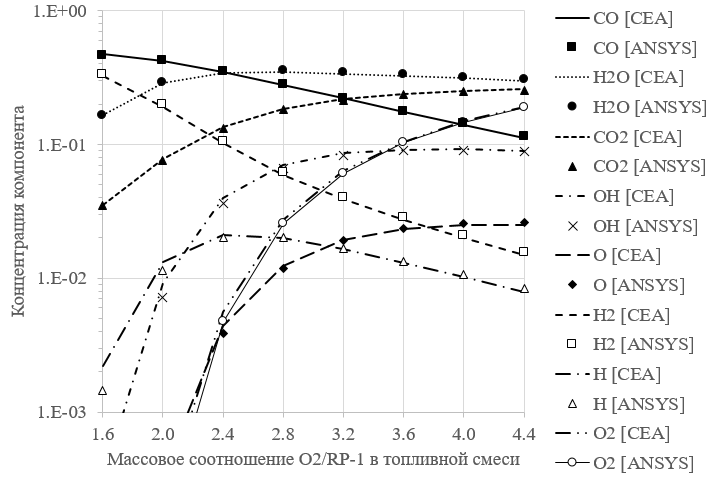 1.E+00
1.E-01
1.E-02
1.E-03
Концентрация компонента
1.6 2.0 2.4 2.8 3.2 3.6 4.0 4.4
Массовое соотношение O2/RP-1 в топливной смеси
CO [CEA]
CO [ANSYS]
H2O [CEA]
H2O [ANSYS]
CO2 [CEA]
CO2 [ANSYS]
OH [CEA]
OH [ANSYS]
O [CEA]
O [ANSYS]
H2 [CEA]
H2 [ANSYS]
H [CEA]
H [ANSYS]
O2 [CEA]
O2 [ANSYS]